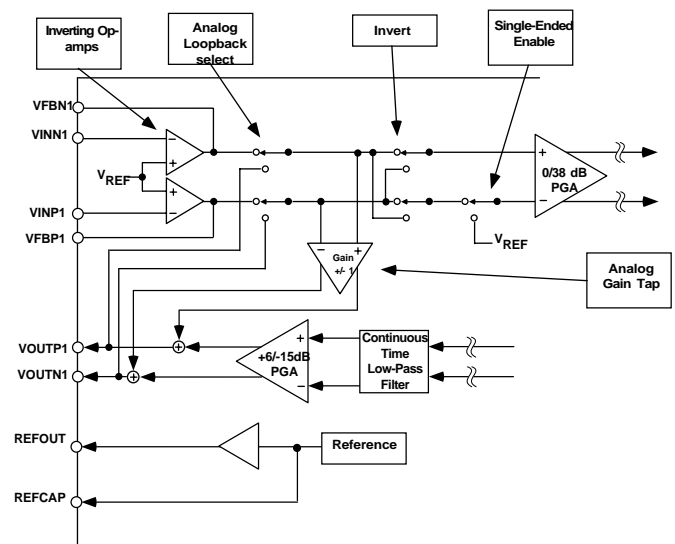 Inverting Op-
amps
Analog
Loopback
select
Invert
Single-Ended
Enable
VFBN1
VINN1
VREF
VINP1
VFBP1
−
+
+
−
+
0/38 dB
PGA
−
VREF
− +
Gain
+/- 1
Analog
Gain Tap
VOUTP1
VOUTN1
+6/-15dB
PGA
+
−
Continuous
Time
Low-Pass
Filter
REFOUT
Reference
REFCAP